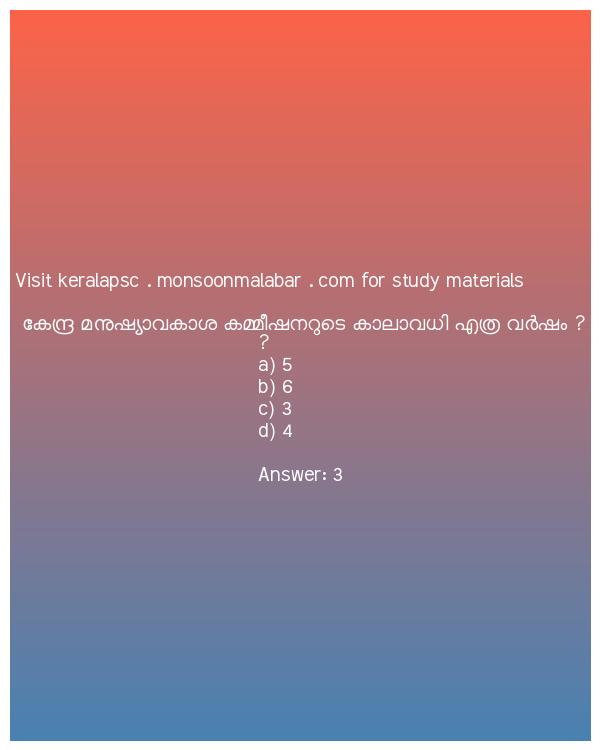 Visit keralapsc . monsoonmalabar . com for study materials
കേന്ദ്ര മനുഷ്യാവകാശ കമ്മീഷനറുടെ കാലാവധി എത്ര വർഷം ?
?
a) 5
b) 6
c) 3
d) 4
Answer: 3